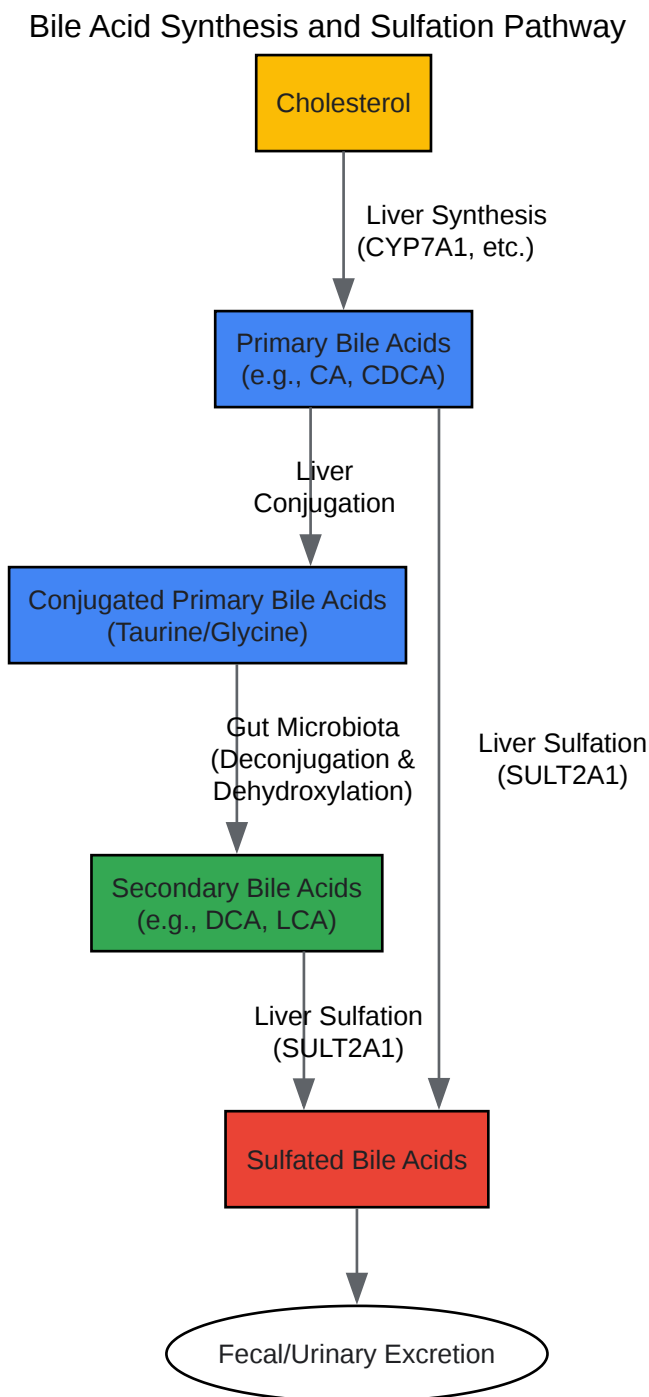 Bile Acid Synthesis and Sulfation Pathway
Cholesterol
Liver Synthesis
(CYP7A1, etc.)
Primary Bile Acids
(e.g., CA, CDCA)
Liver
Conjugation
Conjugated Primary Bile Acids
(Taurine/Glycine)
Gut Microbiota
(Deconjugation &
Dehydroxylation)
Liver Sulfation
(SULT2A1)
Secondary Bile Acids
(e.g., DCA, LCA)
Liver Sulfation
(SULT2A1)
Sulfated Bile Acids
Fecal/Urinary Excretion